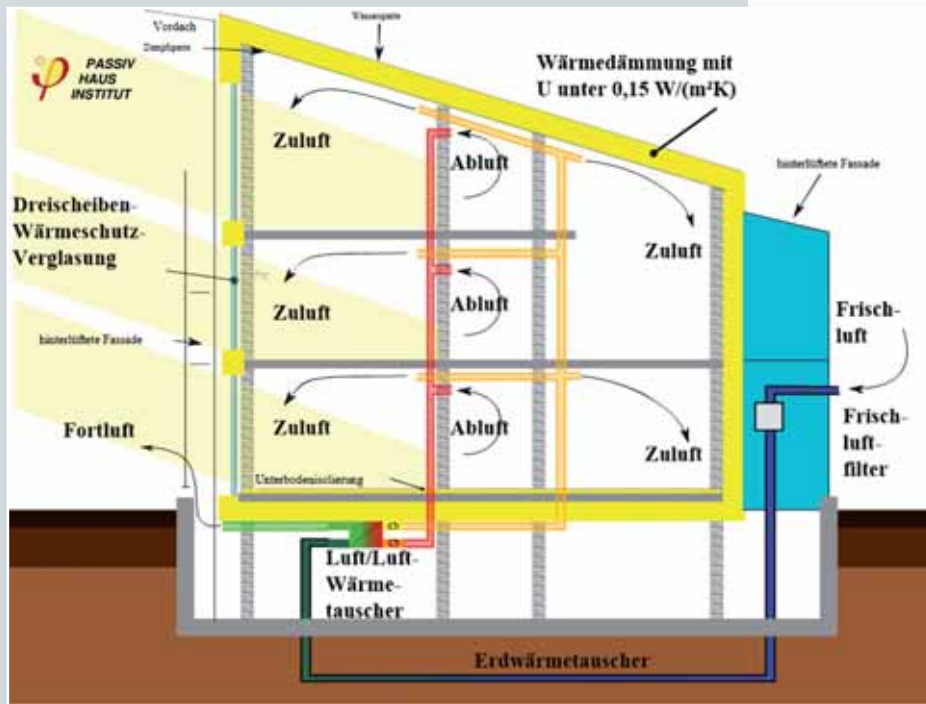 Vordach
Dampfsperre
PASSIV
HAUS
INSTITUT
Wärmedämmung mit
U unter 0,15 W/(m²K)
Zuluft
Abluft
hinterlüftete Fassade
Dreischeiben-
Wärmeschutz-
Verglasung
Zuluft
Zuluft
Abluft
Frisch-
luft
hinterlüftete Fassade
Fortluft
Zuluft
Abluft
Zuluft
Frisch-
luft-
filter
Unterbodenisolierung
Luft/Luft-
Wärme-
tauscher
Erdwärmetauscher